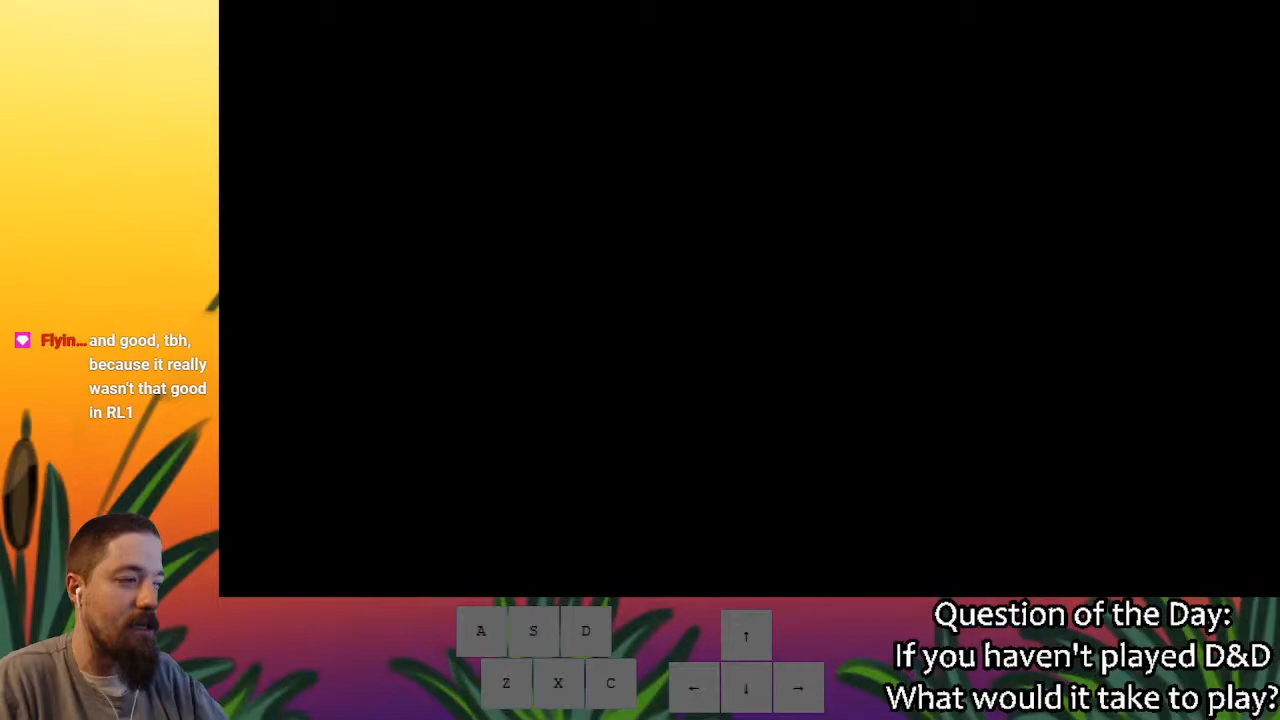 Flyin... and good, tbh,
because it really
wasn't that good
in RL1
A S D
Z X C
↑
← ↓ →
Question of the Day:
If you haven't played D&D
What would it take to play?